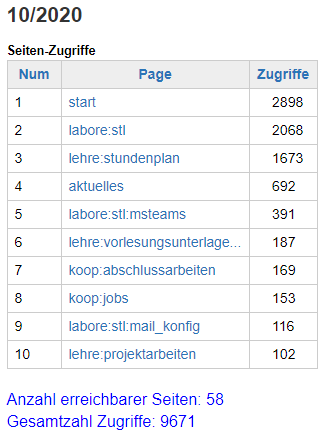 10/2020
Seiten-Zugriffe
Num Page Zugriffe
1 start 2898
2 labore:stl 2068
3 lehre:stundenplan 1673
4 aktuelles 692
5 labore:stl:msteams 391
6 lehre:vorlesungsunterlage... 187
7 koop:abschlussarbeiten 169
8 koop:jobs 153
9 labore:stl:mail_konfig 116
10 lehre:projektarbeiten 102
Anzahl erreichbarer Seiten: 58
Gesamtzahl Zugriffe: 9671